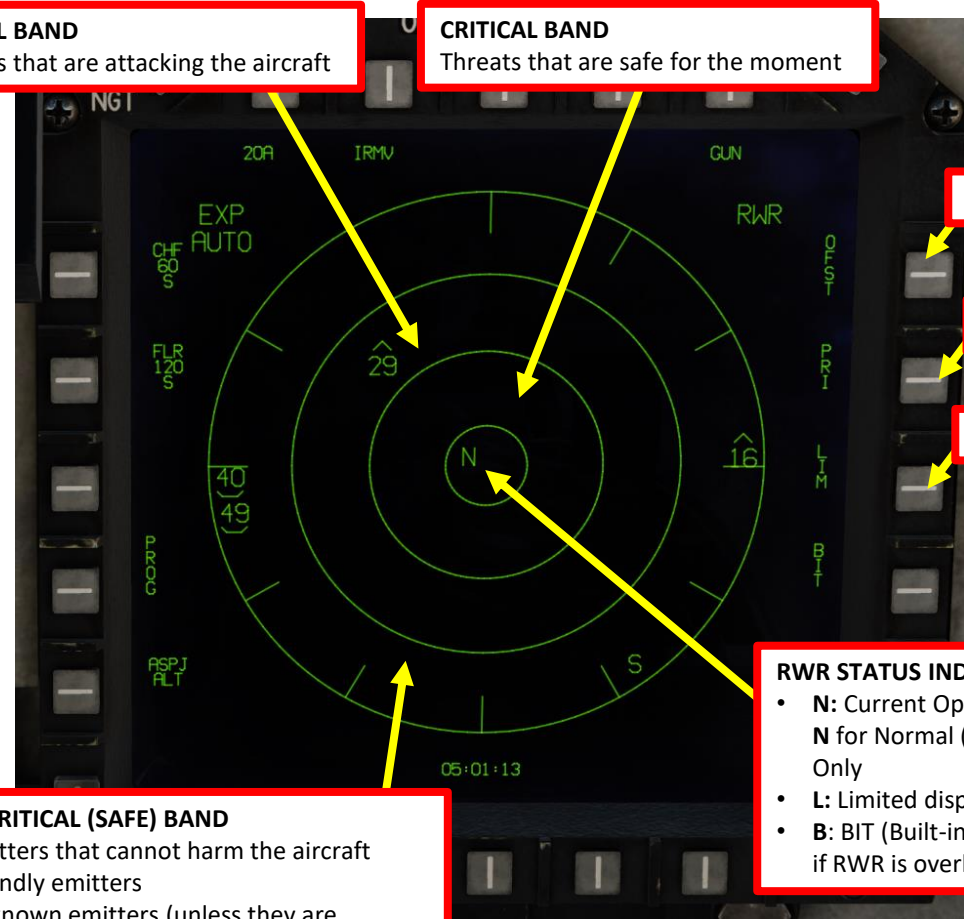 L BAND
s that are attacking the aircraft
CRITICAL BAND
Threats that are safe for the moment
NGT
20A
IRMV
GUN
EXP
AUTO
RWR
CHF
60
S
OFST
FLR
120
S
PRI
29
N
16
LIM
40
49
PROG
BIT
ASPJ
ALT
S
05:01:13
RWR STATUS IND
• N: Current Op
N for Normal (
Only
• L: Limited disp
• B: BIT (Built-in
if RWR is over
RITICAL (SAFE) BAND
tters that cannot harm the aircraft
ndly emitters
nown emitters (unless they are